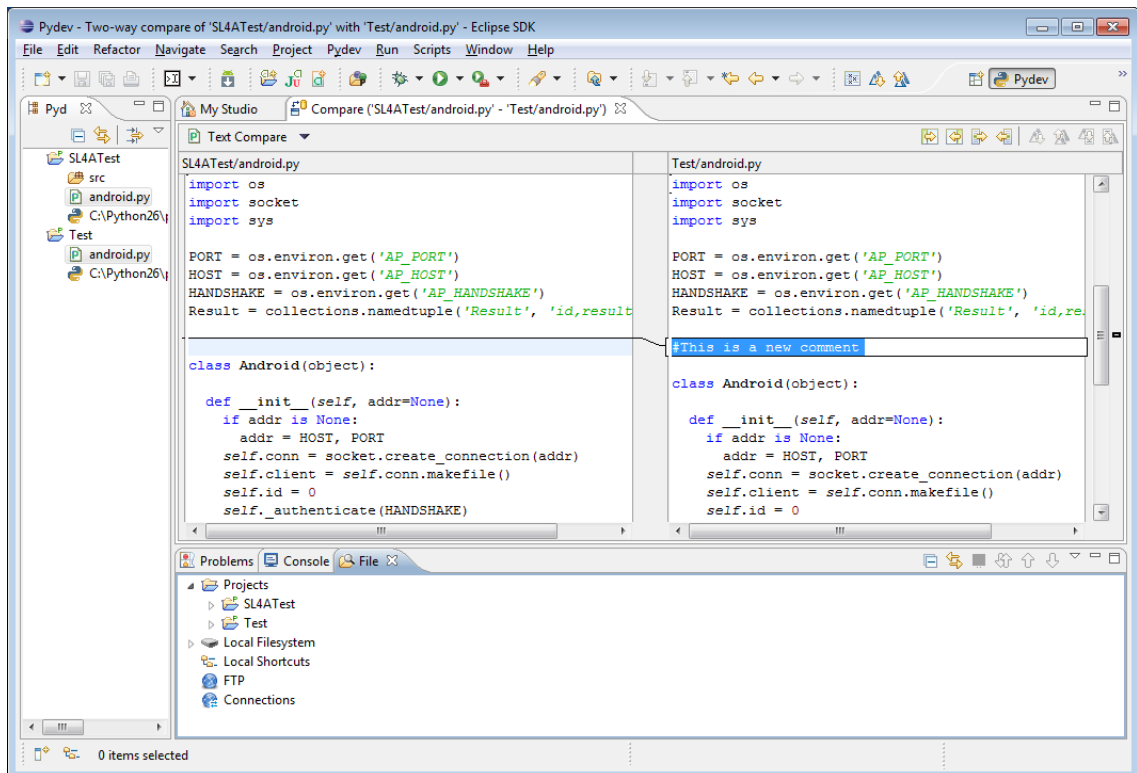 Pydev - Two-way compare of 'SL4ATest/android.py' with 'Test/android.py' - Eclipse SDK
File Edit Refactor Navigate Search Project Pydev Run Scripts Window Help
Pydev
Pyd
My Studio
Compare ('SL4ATest/android.py' - 'Test/android.py')
Text Compare
SL4ATest
src
android.py
C:\Python26\
Test
android.py
C:\Python26\
SL4ATest/android.py
import os
import socket
import sys
PORT = os.environ.get('AP_PORT')
HOST = os.environ.get('AP_HOST')
HANDSHAKE = os.environ.get('AP_HANDSHAKE')
Result = collections.namedtuple('Result', 'id,result
class Android(object):
def __init__(self, addr=None):
if addr is None:
addr = HOST, PORT
self.conn = socket.create_connection(addr)
self.client = self.conn.makefile()
self.id = 0
self._authenticate(HANDSHAKE)
Test/android.py
import os
import socket
import sys
PORT = os.environ.get('AP_PORT')
HOST = os.environ.get('AP_HOST')
HANDSHAKE = os.environ.get('AP_HANDSHAKE')
Result = collections.namedtuple('Result', 'id,re
#This is a new comment
class Android(object):
def __init__(self, addr=None):
if addr is None:
addr = HOST, PORT
self.conn = socket.create_connection(addr)
self.client = self.conn.makefile()
self.id = 0
Problems Console File
Projects
SL4ATest
Test
Local Filesystem
Local Shortcuts
FTP
Connections
0 items selected